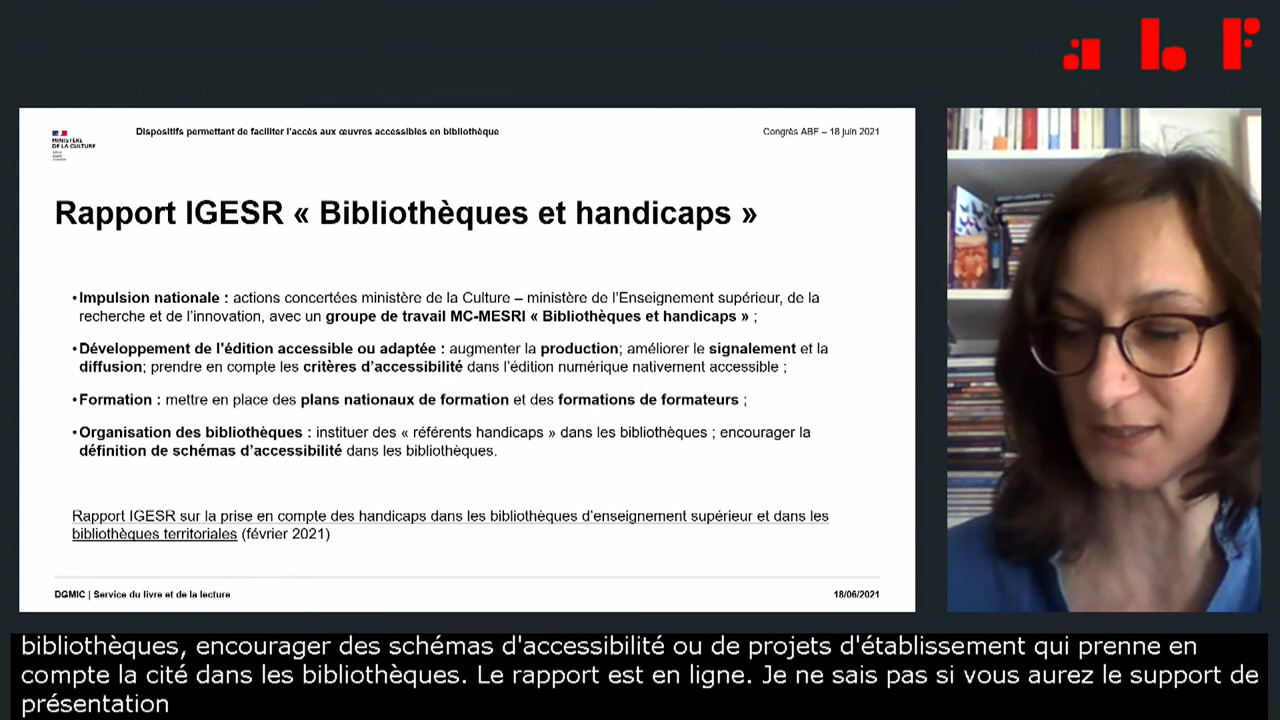 abf
MINISTÈRE
DE LA CULTURE
Dispositifs permettant de faciliter l'accès aux œuvres accessibles en bibliothèque
Congrès ABF – 18 juin 2021
Rapport IGESR « Bibliothèques et handicaps »
•Impulsion nationale : actions concertées ministère de la Culture – ministère de l'Enseignement supérieur, de la
recherche et de l'innovation, avec un groupe de travail MC-MESRI « Bibliothèques et handicaps » ;
•Développement de l'édition accessible ou adaptée : augmenter la production; améliorer le signalement et la
diffusion; prendre en compte les critères d'accessibilité dans l'édition numérique nativement accessible ;
•Formation : mettre en place des plans nationaux de formation et des formations de formateurs ;
•Organisation des bibliothèques : instituer des « référents handicaps » dans les bibliothèques ; encourager la
définition de schémas d'accessibilité dans les bibliothèques.
Rapport IGESR sur la prise en compte des handicaps dans les bibliothèques d'enseignement supérieur et dans les
bibliothèques territoriales (février 2021)
DGMIC | Service du livre et de la lecture
18/06/2021
bibliothèques, encourager des schémas d'accessibilité ou de projets d'établissement qui prenne en
compte la cité dans les bibliothèques. Le rapport est en ligne. Je ne sais pas si vous aurez le support de
présentation